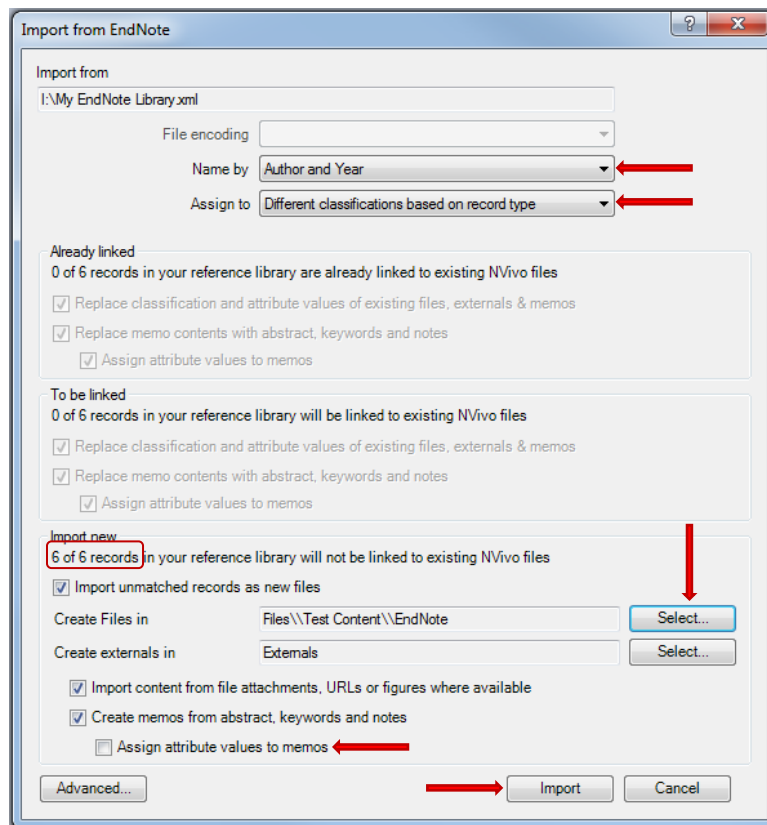 Import from EndNote
Import from
I:\My EndNote Library.xml
File encoding
Name by Author and Year
Assign to Different classifications based on record type
Already linked
0 of 6 records in your reference library are already linked to existing NVivo files
Replace classification and attribute values of existing files, externals & memos
Replace memo contents with abstract, keywords and notes
Assign attribute values to memos
To be linked
0 of 6 records in your reference library will be linked to existing NVivo files
Replace classification and attribute values of existing files, externals & memos
Replace memo contents with abstract, keywords and notes
Assign attribute values to memos
Import new
6 of 6 records in your reference library will not be linked to existing NVivo files
Import unmatched records as new files
Create Files in Files\\Test Content\\EndNote Select...
Create externals in Externals Select...
Import content from file attachments, URLs or figures where available
Create memos from abstract, keywords and notes
Assign attribute values to memos
Advanced... Import Cancel